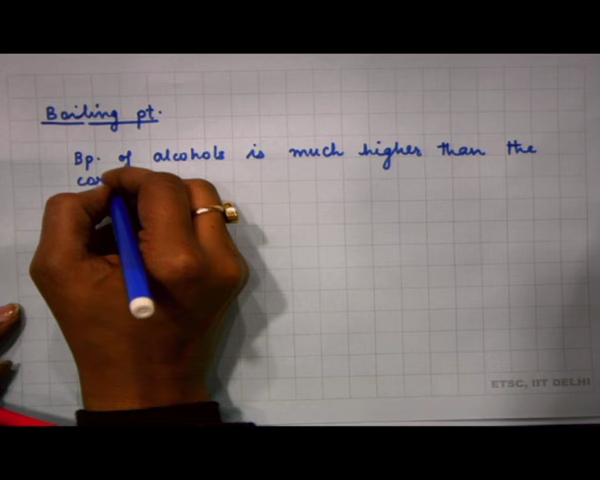 Boiling pt.
Bp. of alcohols is much higher than the
ETSC, IIT DELHI